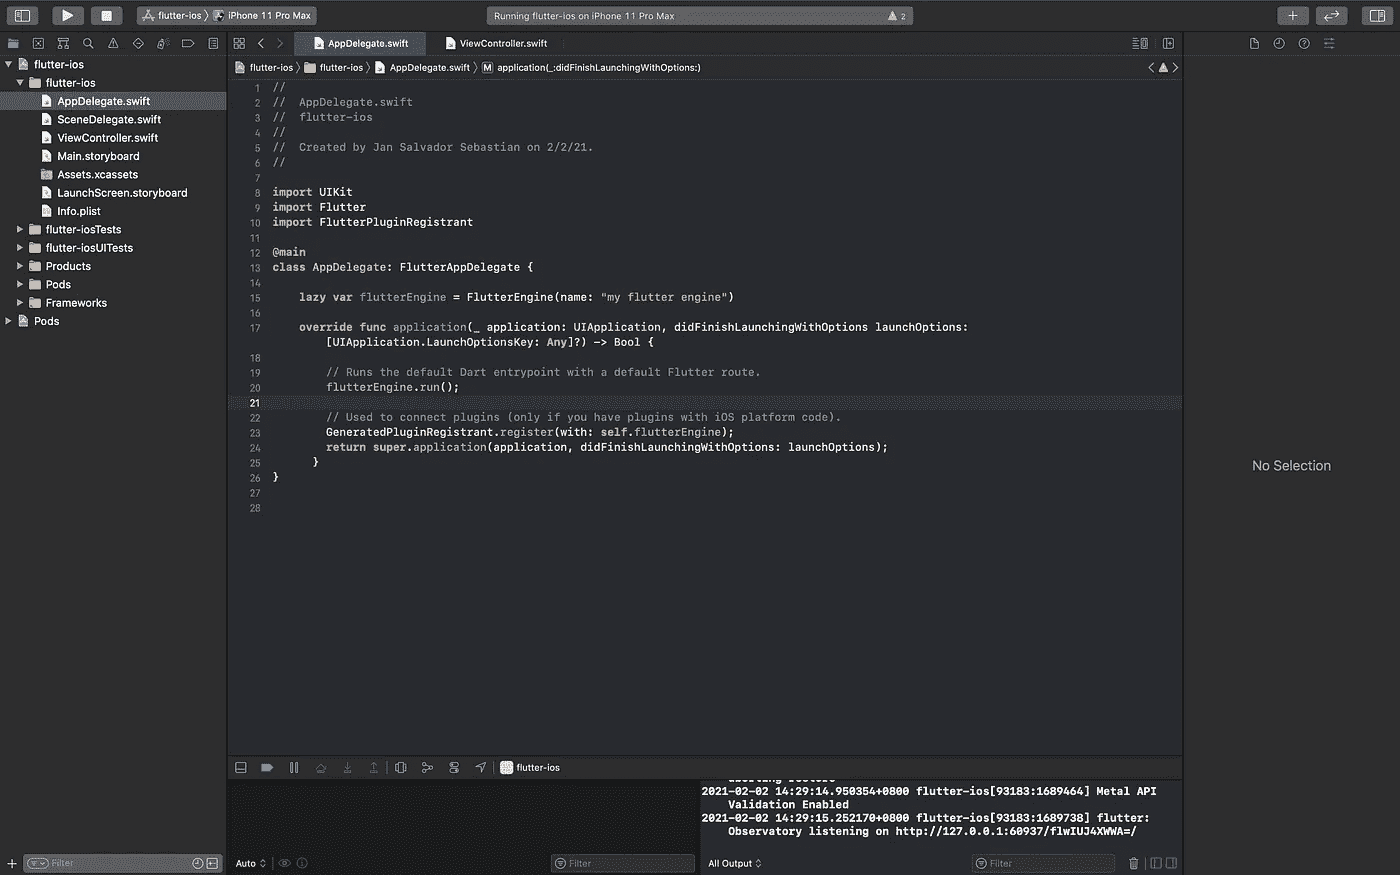 flutter-ios
iPhone 11 Pro Max
Running flutter-ios on iPhone 11 Pro Max
2
AppDelegate.swift
ViewController.swift
flutter-ios
flutter-ios
AppDelegate.swift
M application(_:didFinishLaunchingWithOptions:)
flutter-ios
flutter-ios
AppDelegate.swift
SceneDelegate.swift
ViewController.swift
Main.storyboard
Assets.xcassets
LaunchScreen.storyboard
Info.plist
flutter-iosTests
flutter-iosUITests
Products
Pods
Frameworks
Pods
1 //
2 //  AppDelegate.swift
3 //  flutter-ios
4 //
5 //  Created by Jan Salvador Sebastian on 2/2/21.
6 //
7
8 import UIKit
9 import Flutter
10 import FlutterPluginRegistrant
11
12 @main
13 class AppDelegate: FlutterAppDelegate {
14
15     lazy var flutterEngine = FlutterEngine(name: "my flutter engine")
16
17     override func application(_ application: UIApplication, didFinishLaunchingWithOptions launchOptions:
[UIApplication.LaunchOptionsKey: Any]?) -> Bool {
18
19         // Runs the default Dart entrypoint with a default Flutter route.
20         flutterEngine.run();
21
22         // Used to connect plugins (only if you have plugins with iOS platform code).
23         GeneratedPluginRegistrant.register(with: self.flutterEngine);
24         return super.application(application, didFinishLaunchingWithOptions: launchOptions);
25       }
26 }
27
28
No Selection
flutter-ios
2021-02-02 14:29:14.950354+0800 flutter-ios[93183:1689464] Metal API
Validation Enabled
2021-02-02 14:29:15.252170+0800 flutter-ios[93183:1689738] flutter:
Observatory listening on http://127.0.0.1:60937/flwIUJ4XWWA=/
Filter
Auto
Filter
All Output
Filter